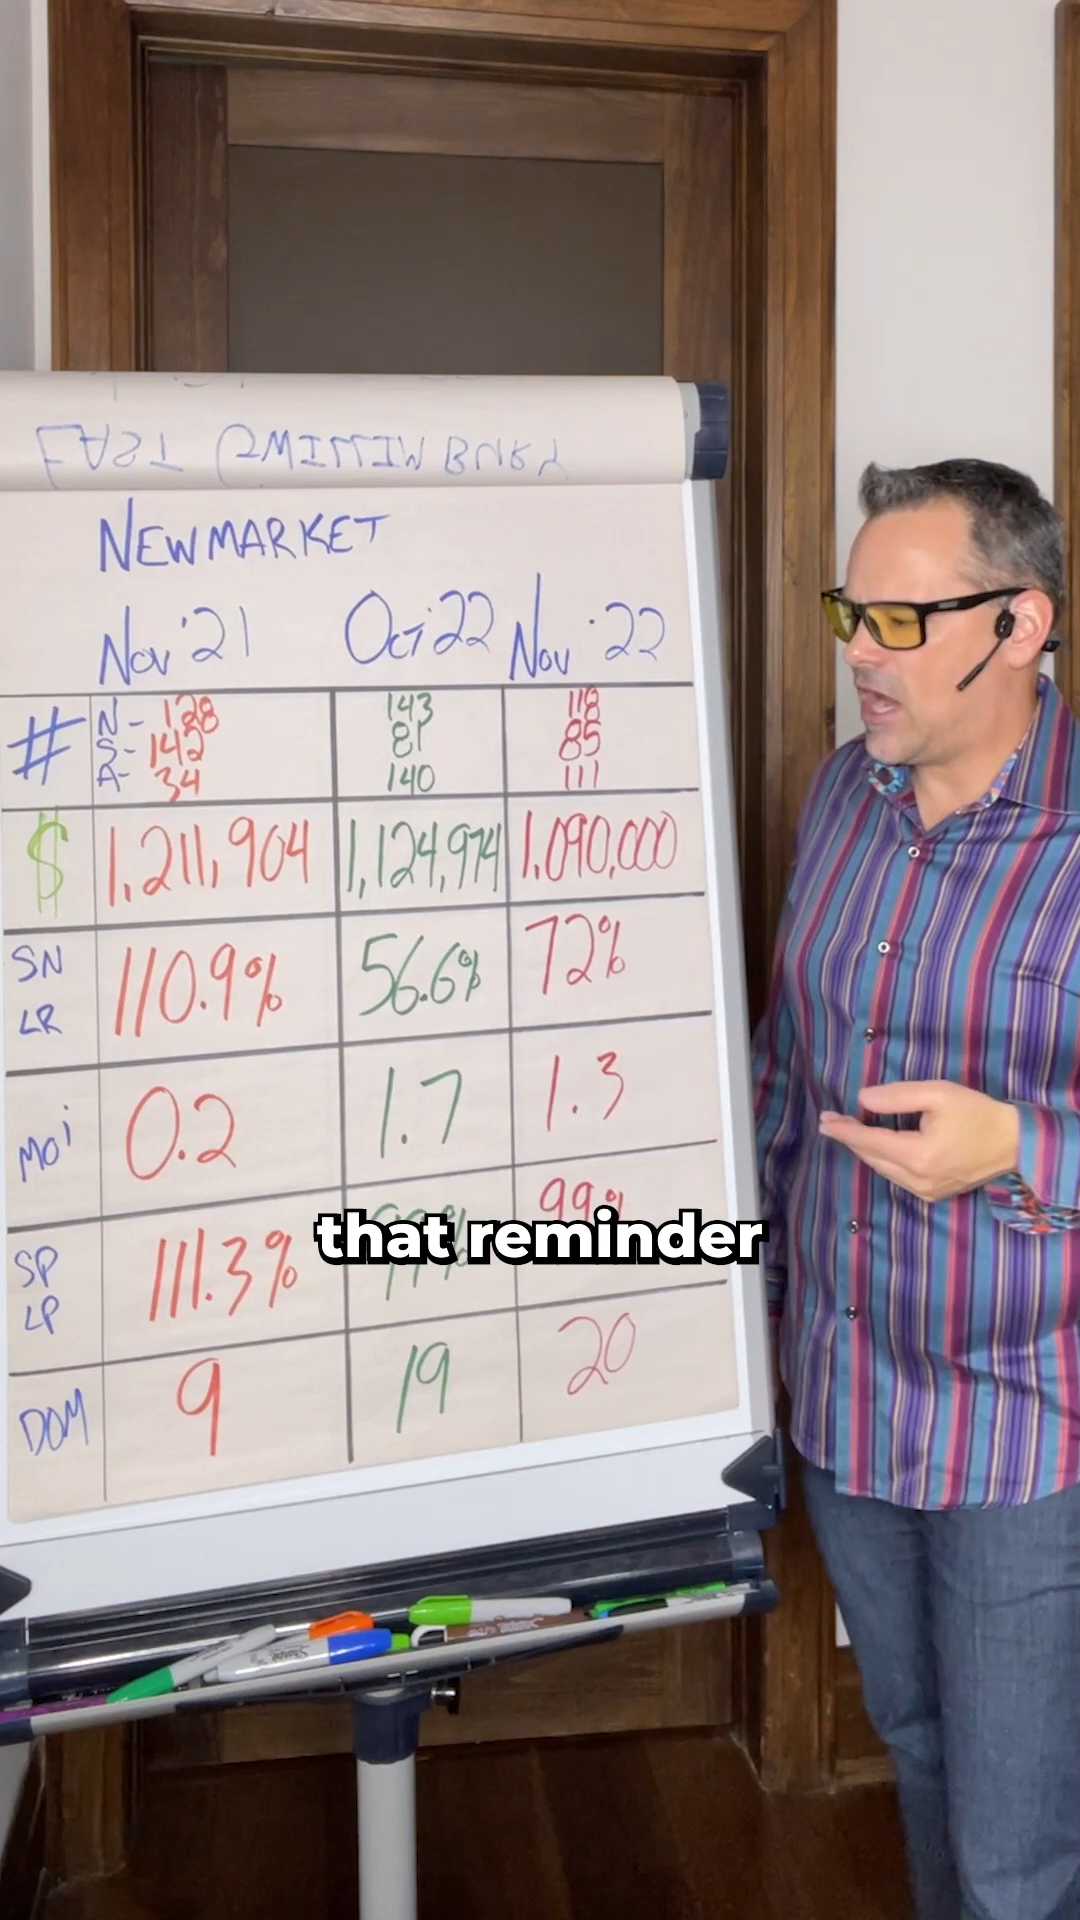 NEWMARKET
Nov '21 Oct '22 Nov '22
# N- 128 143 118
S- 142 81 85
A- 34 140 111
$ 1,211,904 1,124,974 1,090,000
SN LR 110.9% 56.6% 72%
MOi 0.2 1.7 1.3
SP LP 111.3% 99% 99%
that reminder
DOM 9 19 20